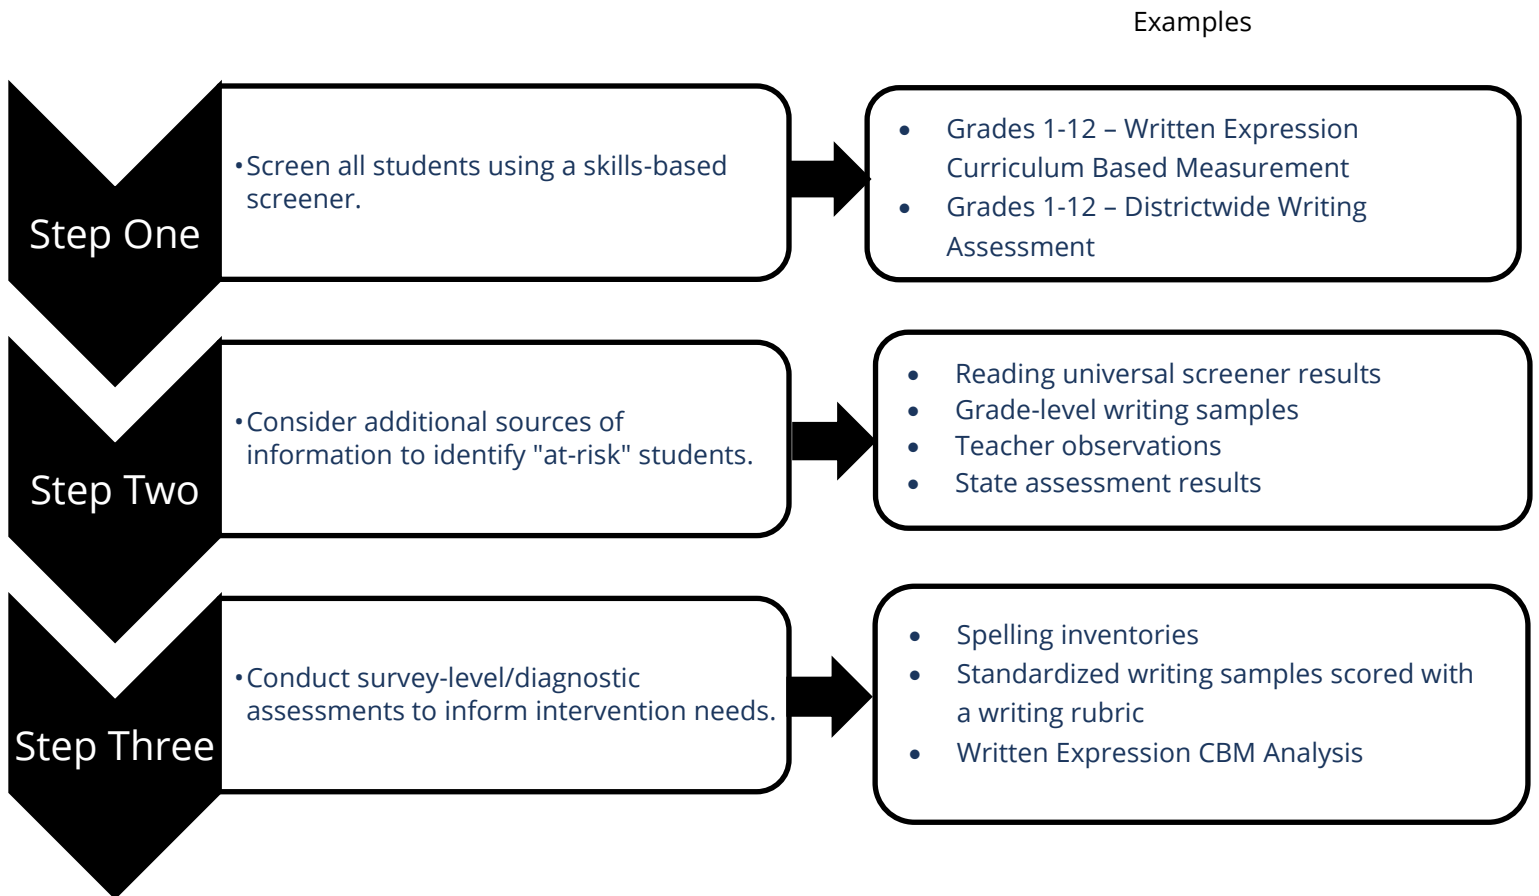 Examples
Step One
•Screen all students using a skills-based
screener.
• Grades 1-12 – Written Expression
Curriculum Based Measurement
• Grades 1-12 – Districtwide Writing
Assessment
Step Two
•Consider additional sources of
information to identify "at-risk" students.
• Reading universal screener results
• Grade-level writing samples
• Teacher observations
• State assessment results
Step Three
•Conduct survey-level/diagnostic
assessments to inform intervention needs.
• Spelling inventories
• Standardized writing samples scored with
a writing rubric
• Written Expression CBM Analysis